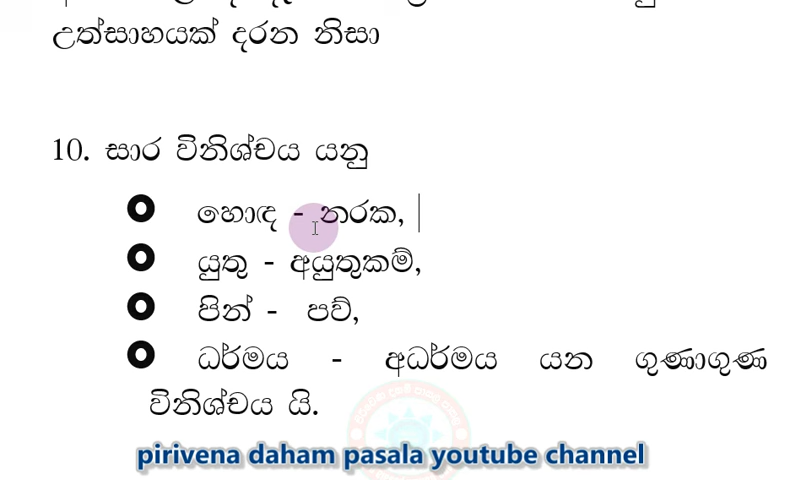 උත්සාහයක් දරන නිසා
10. සාර විනිශ්චය යනු
හොඳ - නරක,
යුතු - අයුතුකම්,
පින් - පව්,
ධර්මය - අධර්මය යන ගුණාගුණ
විනිශ්චය යි.
pirivena daham pasala youtube channel